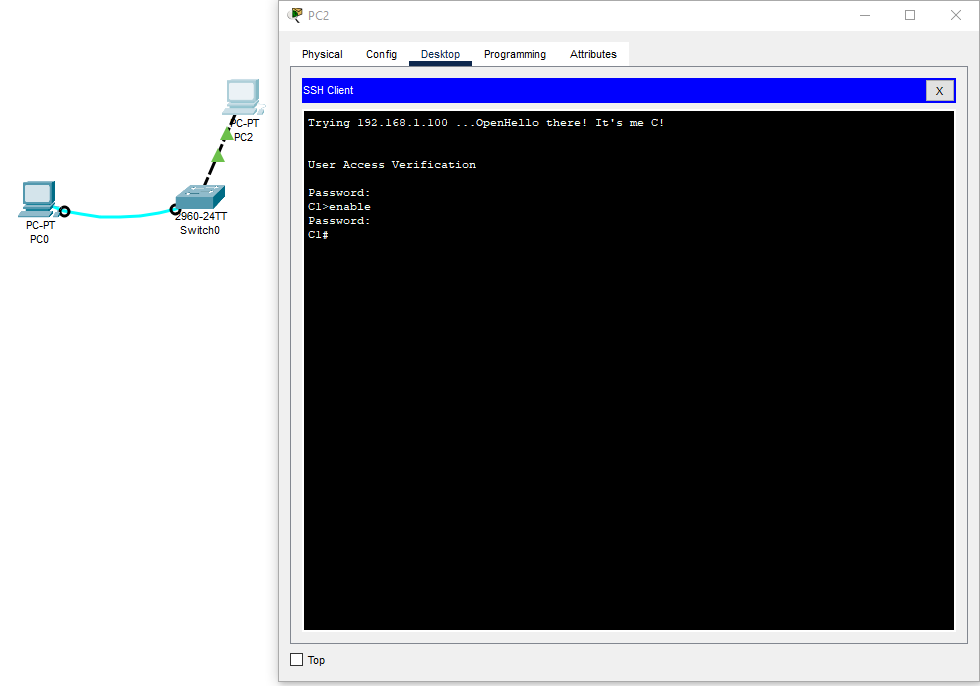 PC2
Physical
Config
Desktop
Programming
Attributes
SSH Client
X
Trying 192.168.1.100 ...OpenHello there! It's me C!
User Access Verification
Password:
C1>enable
Password:
C1#
Top
PC-PT
PC2
PC-PT
PC0
2960-24TT
Switch0